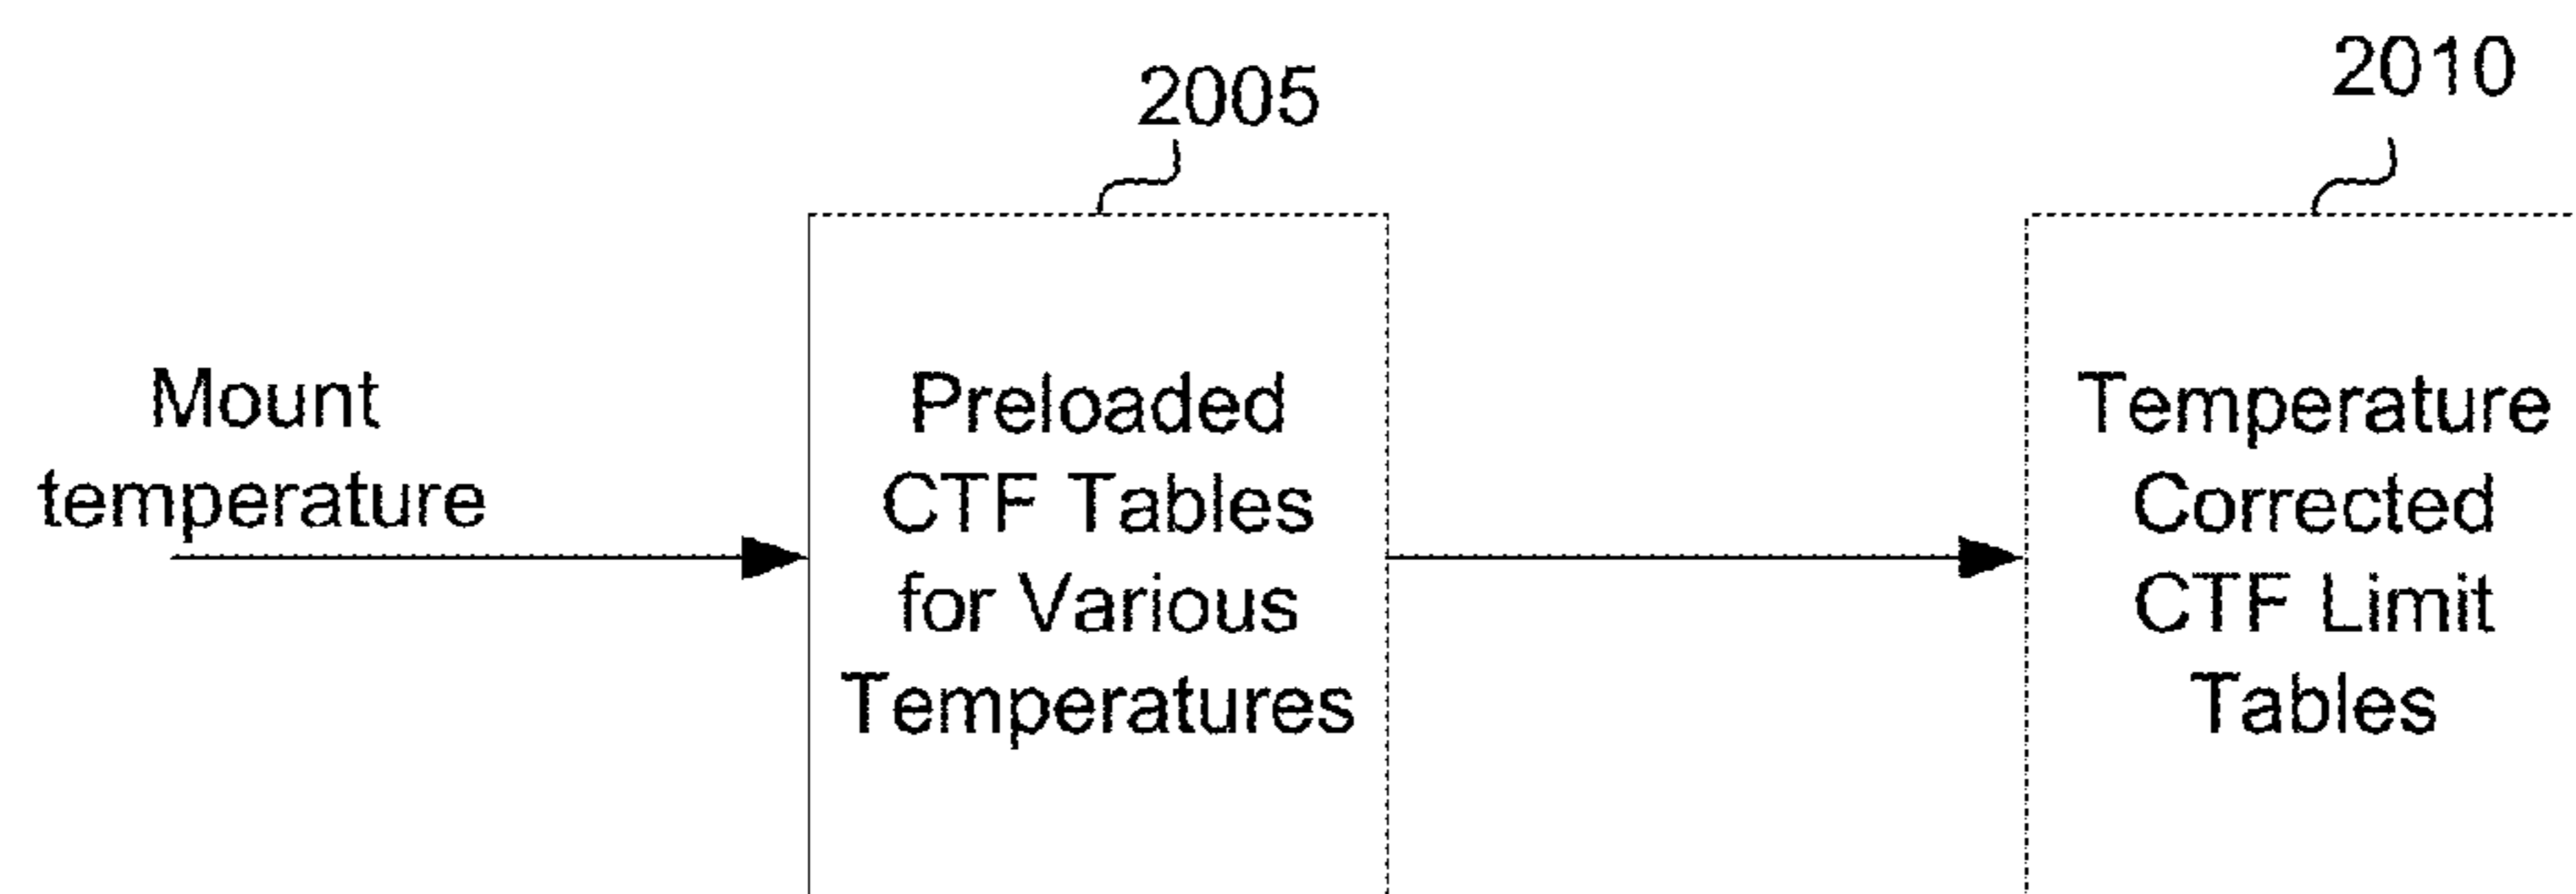 2005
2010
Mount
temperature
Preloaded
CTF Tables
for Various
Temperatures
Temperature
Corrected
CTF Limit
Tables